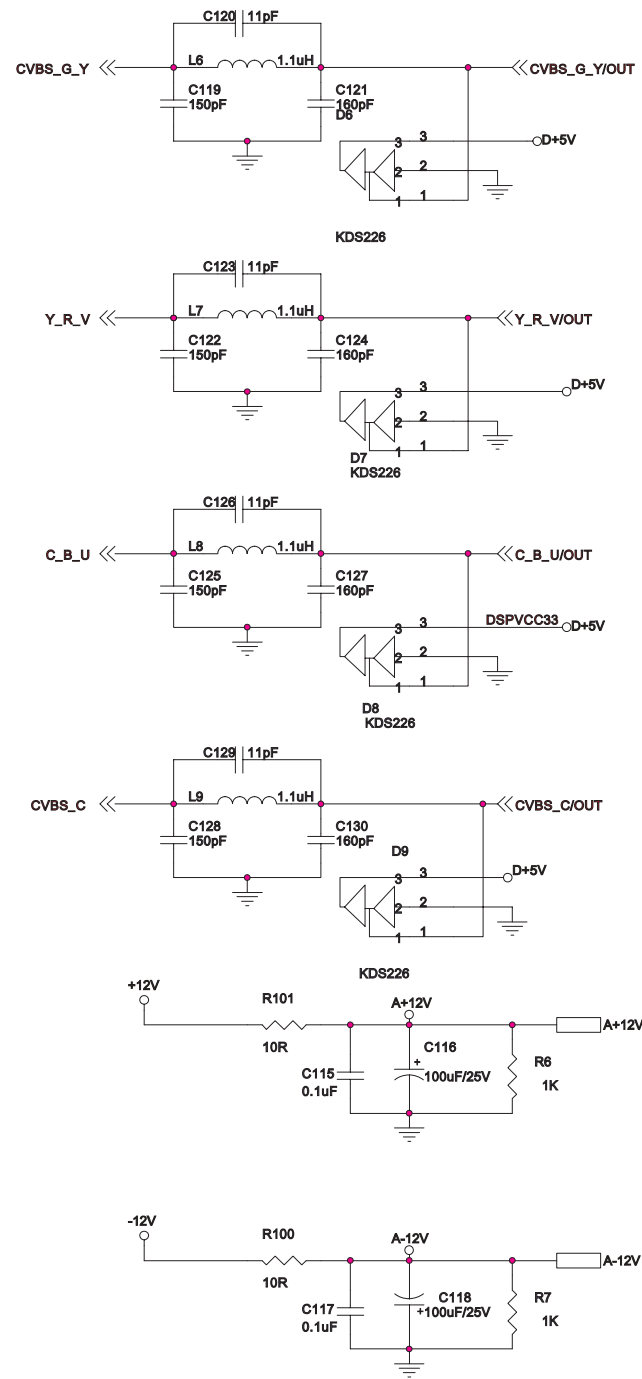 C120 11pF
CVBS_G_Y L6 1.1uH CVBS_G_Y/OUT
C119 C121
150pF 160pF
D6
3 3 D+5V
2 2
1 1
KDS226
C123 11pF
Y_R_V L7 1.1uH Y_R_V/OUT
C122 C124
150pF 160pF
3 3 D+5V
2 2
1 1
D7
KDS226
C126 11pF
C_B_U L8 1.1uH C_B_U/OUT
C125 C127
150pF 160pF
3 3 DSPVCC33 D+5V
2 2
1 1
D8
KDS226
C129 11pF
CVBS_C L9 1.1uH CVBS_C/OUT
C128 C130
150pF 160pF
D9
3 3 D+5V
2 2
1 1
KDS226
+12V R101 A+12V
A+12V
10R C116 R6
C115 + 100uF/25V 1K
0.1uF
-12V R100 A-12V
A-12V
10R C118 R7
C117 +100uF/25V 1K
0.1uF